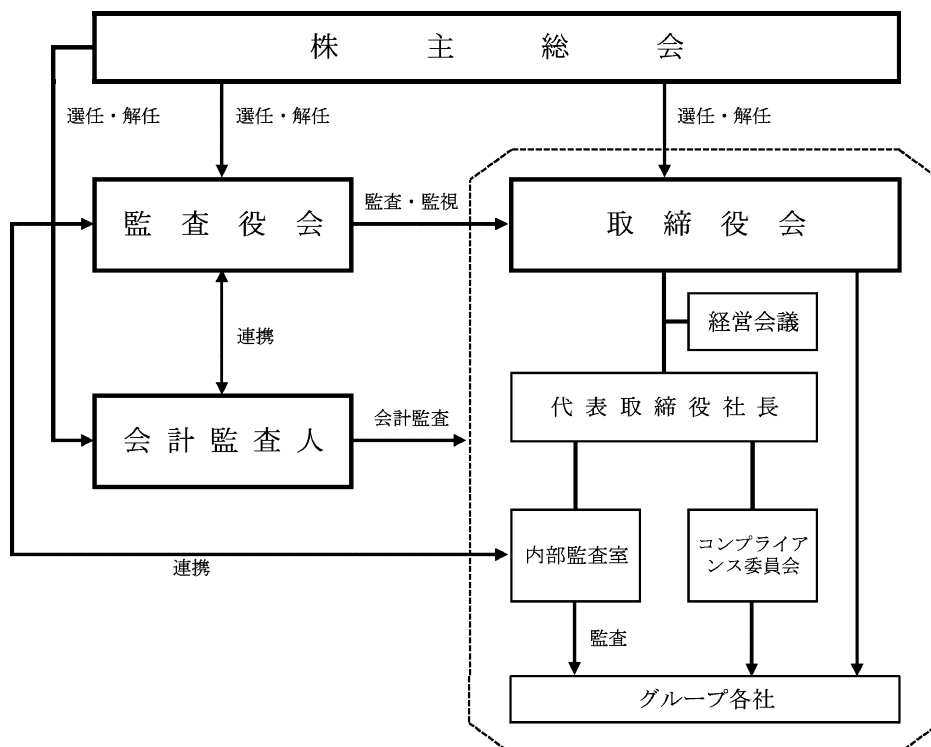 株主総会
選任・解任
選任・解任
選任・解任
監査役会
監査・監視
取締役会
経営会議
連携
代表取締役社長
会計監査人
会計監査
内部監査室
コンプライア
ンス委員会
連携
監査
グループ各社